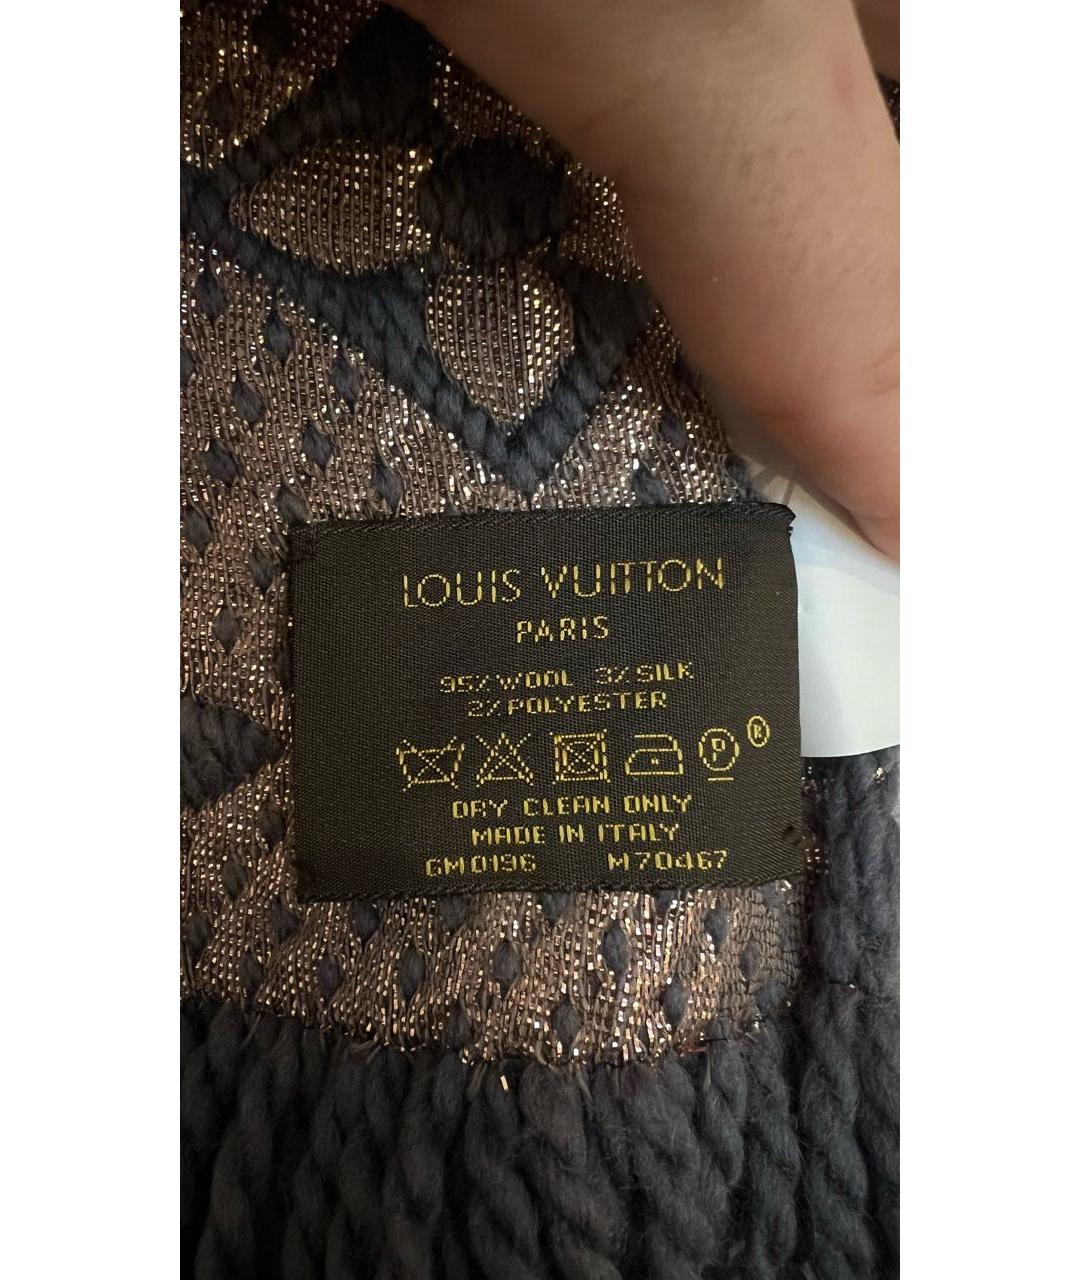 LOUIS VUITTON
PARIS
95% WOOL 3% SILK
2% POLYESTER
P ®
DRY CLEAN ONLY
MADE IN ITALY
GM0196 M70467